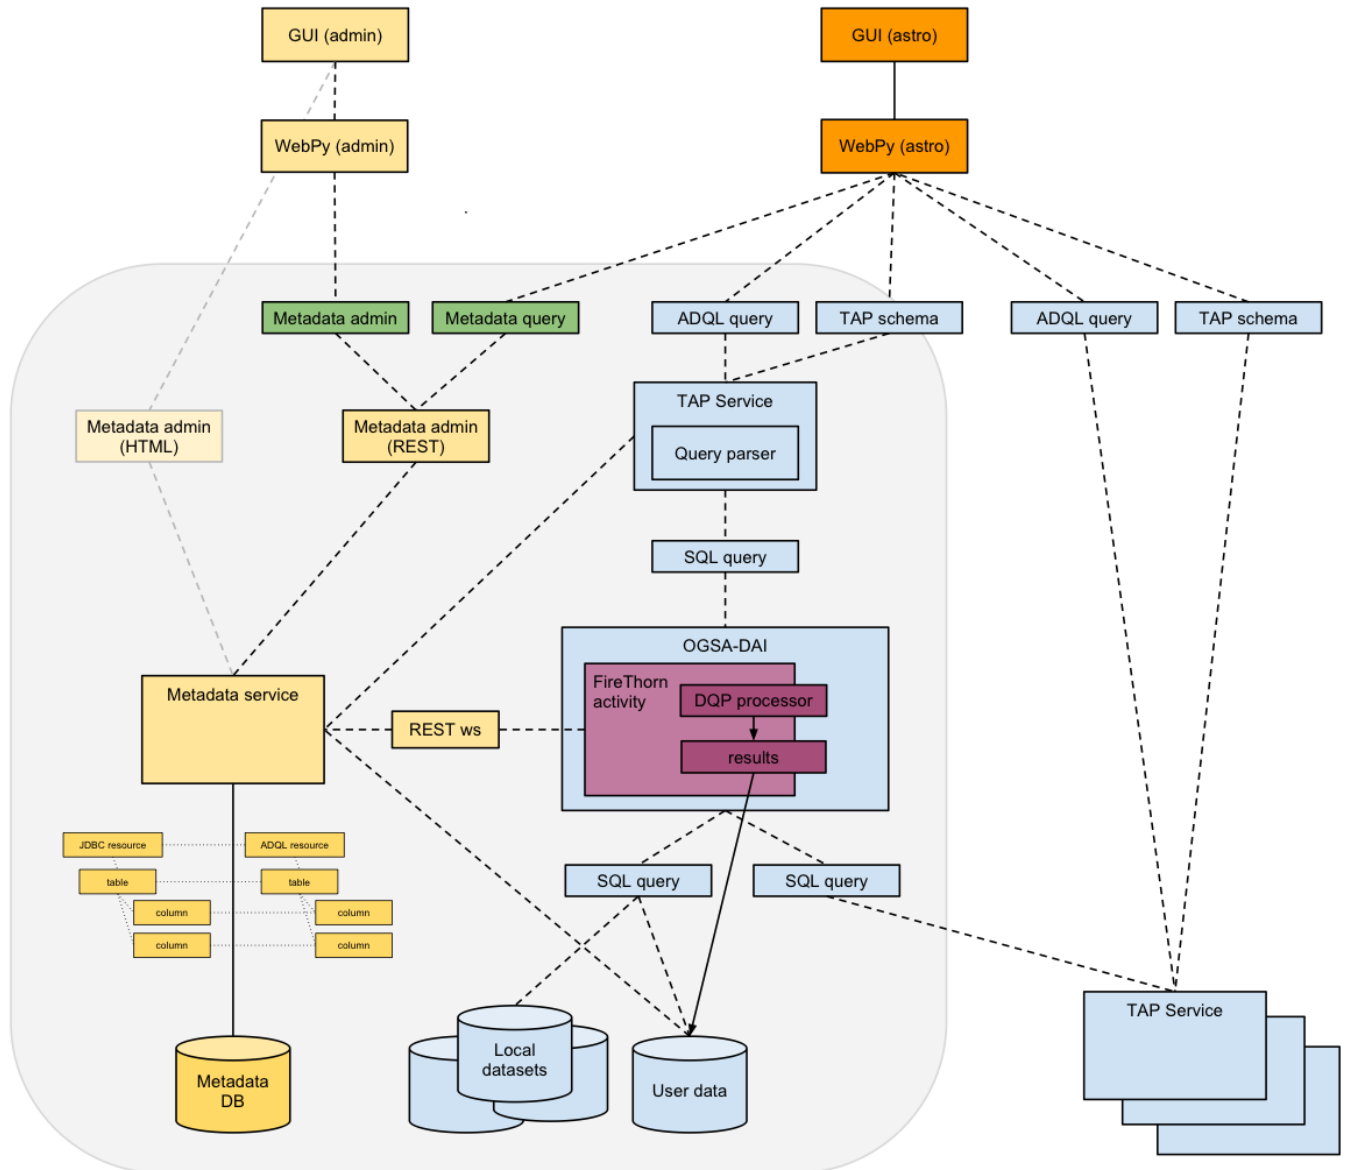 GUI (admin)
GUI (astro)
WebPy (admin)
WebPy (astro)
Metadata admin
Metadata query
ADQL query
TAP schema
ADQL query
TAP schema
Metadata admin
(HTML)
Metadata admin
(REST)
TAP Service
Query parser
SQL query
OGSA-DAI
FireThorn
activity
DQP processor
results
Metadata service
REST ws
JDBC resource
ADQL resource
table
table
column
column
column
column
SQL query
SQL query
Metadata
DB
Local
datasets
User data
TAP Service